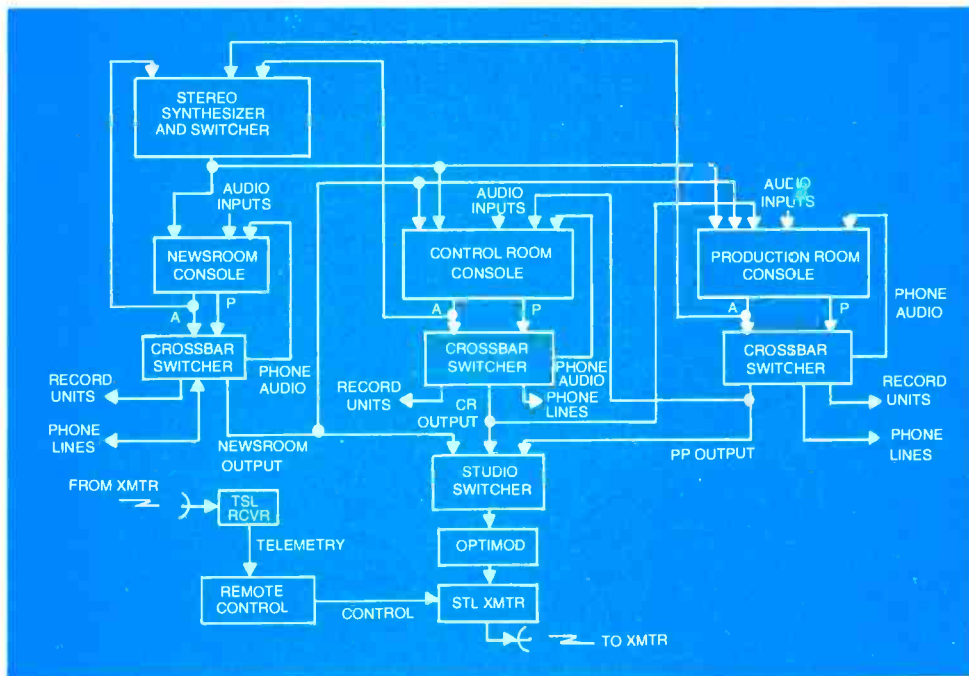 STEREO
SYNTHESIZER
AND SWITCHER
AUDIO
INPUTS
AUDIO
INPUTS
AUDIO
INPUTS
NEWSROOM
CONSOLE
CONTROL ROOM
CONSOLE
PRODUCTION ROOM
CONSOLE
A
P
A
P
A
P
PHONE
AUDIO
CROSSBAR
SWITCHER
PHONE
AUDIO
CROSSBAR
SWITCHER
PHONE
AUDIO
CROSSBAR
SWITCHER
RECORD
UNITS
RECORD
UNITS
CR
OUTPUT
PHONE
LINES
RECORD
UNITS
PHONE
LINES
NEWSROOM
OUTPUT
PP OUTPUT
PHONE
LINES
STUDIO
SWITCHER
FROM XMTR
TSL
RCVR
TELEMETRY
OPTIMOD
REMOTE
CONTROL
CONTROL
STL XMTR
TO XMTR